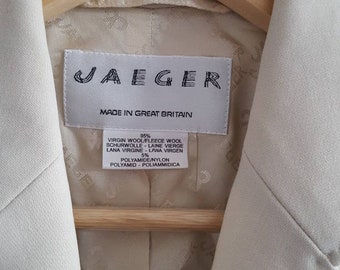 JAEGER
MADE IN GREAT BRITAIN
95%
VIRGIN WOOL/FLEECE WOOL
SCHURWOLLE - LAINE VIERGE
LANA VIRGINE - LANA VIRGEN
5%
POLYAMIDE/NYLON
POLYAMID - POLIAMMIDICA